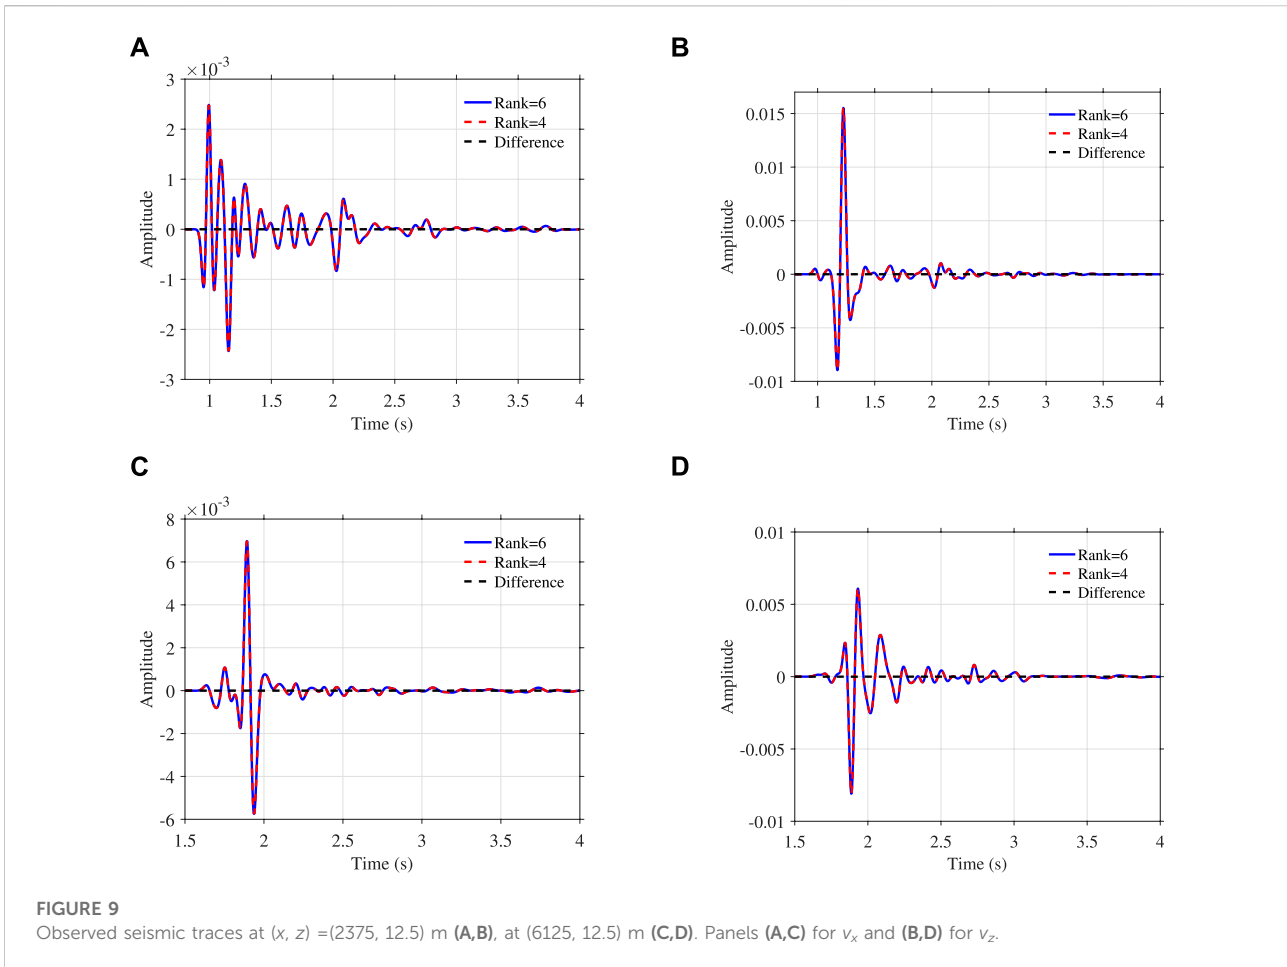 A
×10-3
3
2
1
0
-1
-2
-3
Amplitude
Rank=6
Rank=4
Difference
1 1.5 2 2.5 3 3.5 4
Time (s)
B
0.015
0.01
0.005
0
-0.005
-0.01
Amplitude
Rank=6
Rank=4
Difference
1 1.5 2 2.5 3 3.5 4
Time (s)
C
×10-3
8
6
4
2
0
-2
-4
-6
Amplitude
Rank=6
Rank=4
Difference
1.5 2 2.5 3 3.5 4
Time (s)
D
0.01
0.005
0
-0.005
-0.01
Amplitude
Rank=6
Rank=4
Difference
1.5 2 2.5 3 3.5 4
Time (s)
FIGURE 9
Observed seismic traces at (x, z) =(2375, 12.5) m (A,B), at (6125, 12.5) m (C,D). Panels (A,C) for vx and (B,D) for vz.